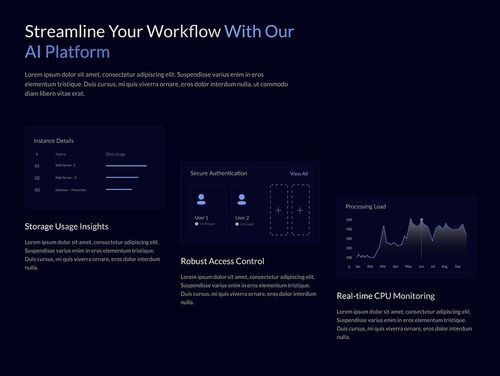 Streamline Your Workflow With Our
AI Platform
Lorem ipsum dolor sit amet, consectetur adipiscing elit. Suspendisse varius enim in eros
elementum tristique. Duis cursus, mi quis viverra ornare, eros dolor interdum nulla, ut commodo
diam libero vitae erat.
Instance Details
# Name Disk Usage
01 Web Server -1
02 Web Server - 2
03 Database - Production
Storage Usage Insights
Lorem ipsum dolor sit amet, consectetur
adipiscing elit. Suspendisse varius enim in
eros elementum tristique. Duis cursus, mi
quis viverra ornare, eros dolor interdum
nulla.
Secure Authentication View All
User 1
User 2
+ +
Robust Access Control
Lorem ipsum dolor sit amet, consectetur
adipiscing elit. Suspendisse varius enim in
eros elementum tristique. Duis cursus, mi
quis viverra ornare, eros dolor interdum
nulla.
Processing Load
500
400
300
200
100
0 Jan Feb Mar Apr May Jun Jul Aug Sep
Real-time CPU Monitoring
Lorem ipsum dolor sit amet, consectetur adipiscing elit.
Suspendisse varius enim in eros elementum tristique.
Duis cursus, mi quis viverra ornare, eros dolor interdum
nulla.